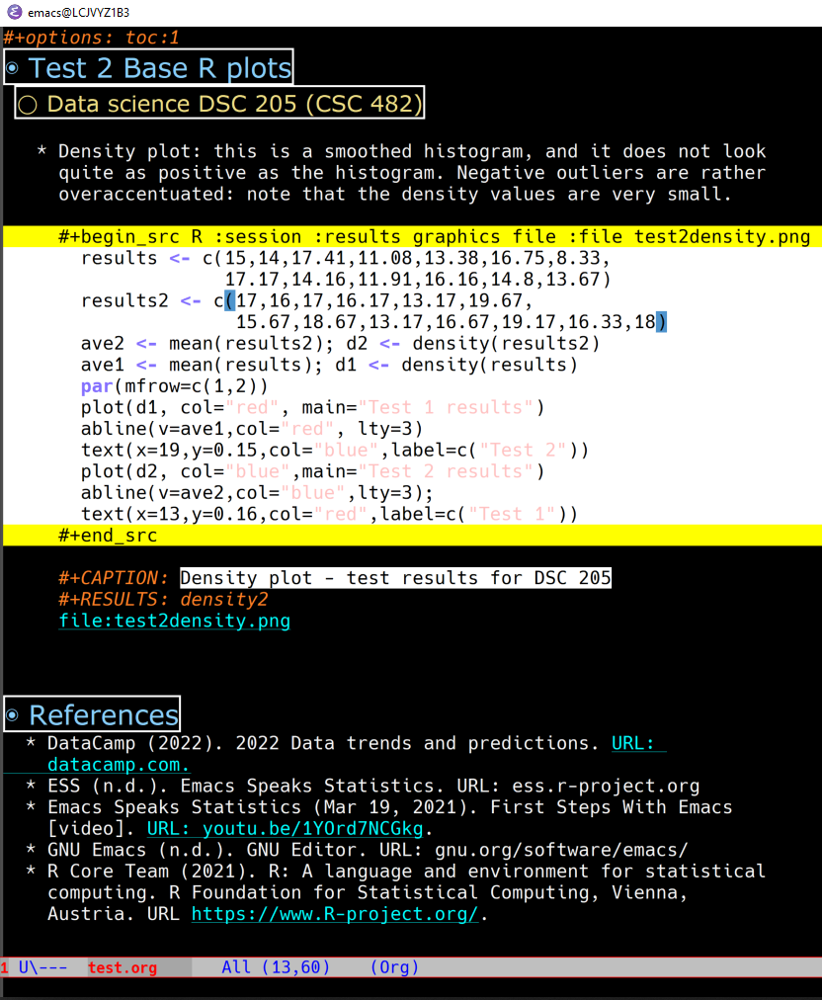 emacs@LCJVYZ1B3
#+options: toc:1
Test 2 Base R plots
Data science DSC 205 (CSC 482)
* Density plot: this is a smoothed histogram, and it does not look
quite as positive as the histogram. Negative outliers are rather
overaccentuated: note that the density values are very small.
#+begin_src R :session :results graphics file :file test2density.png
results <- c(15,14,17.41,11.08,13.38,16.75,8.33,
17.17,14.16,11.91,16.16,14.8,13.67)
results2 <- c(17,16,17,16.17,13.17,19.67,
15.67,18.67,13.17,16.67,19.17,16.33,18)
ave2 <- mean(results2); d2 <- density(results2)
ave1 <- mean(results); d1 <- density(results)
par(mfrow=c(1,2))
plot(d1, col="red", main="Test 1 results")
abline(v=ave1,col="red", lty=3)
text(x=19,y=0.15,col="blue",label=c("Test 2"))
plot(d2, col="blue",main="Test 2 results")
abline(v=ave2,col="blue",lty=3);
text(x=13,y=0.16,col="red",label=c("Test 1"))
#+end_src
#+CAPTION: Density plot - test results for DSC 205
#+RESULTS: density2
file:test2density.png
References
* DataCamp (2022). 2022 Data trends and predictions. URL:
datacamp.com.
* ESS (n.d.). Emacs Speaks Statistics. URL: ess.r-project.org
* Emacs Speaks Statistics (Mar 19, 2021). First Steps With Emacs
[video]. URL: youtu.be/1YOrd7NCGkg.
* GNU Emacs (n.d.). GNU Editor. URL: gnu.org/software/emacs/
* R Core Team (2021). R: A language and environment for statistical
computing. R Foundation for Statistical Computing, Vienna,
Austria. URL https://www.R-project.org/.
1 U\--- test.org All (13,60) (Org)